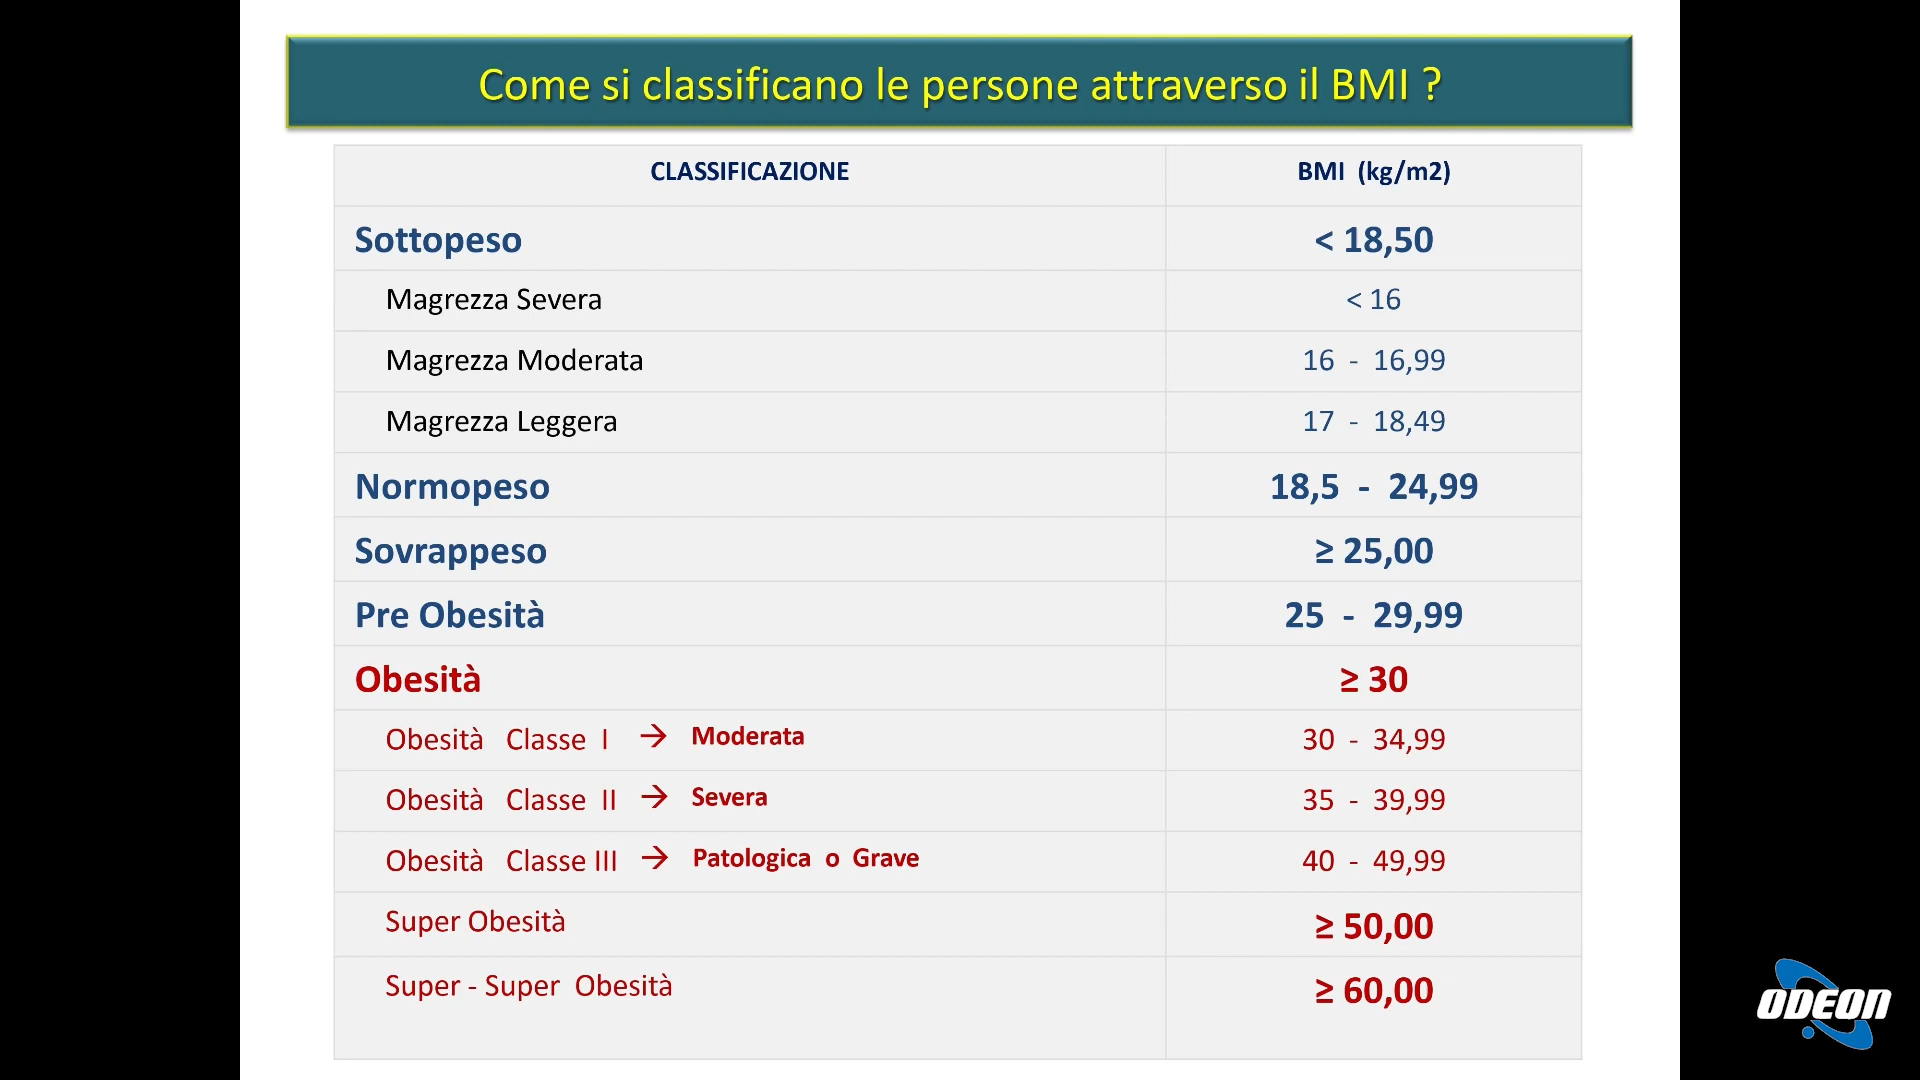 Come si classificano le persone attraverso il BMI ?
CLASSIFICAZIONE BMI (kg/m2)
Sottopeso < 18,50
Magrezza Severa < 16
Magrezza Moderata 16 - 16,99
Magrezza Leggera 17 - 18,49
Normopeso 18,5 - 24,99
Sovrappeso ≥ 25,00
Pre Obesità 25 - 29,99
Obesità ≥ 30
Obesità Classe I → Moderata 30 - 34,99
Obesità Classe II → Severa 35 - 39,99
Obesità Classe III → Patologica o Grave 40 - 49,99
Super Obesità ≥ 50,00
Super - Super Obesità ≥ 60,00
ODEON